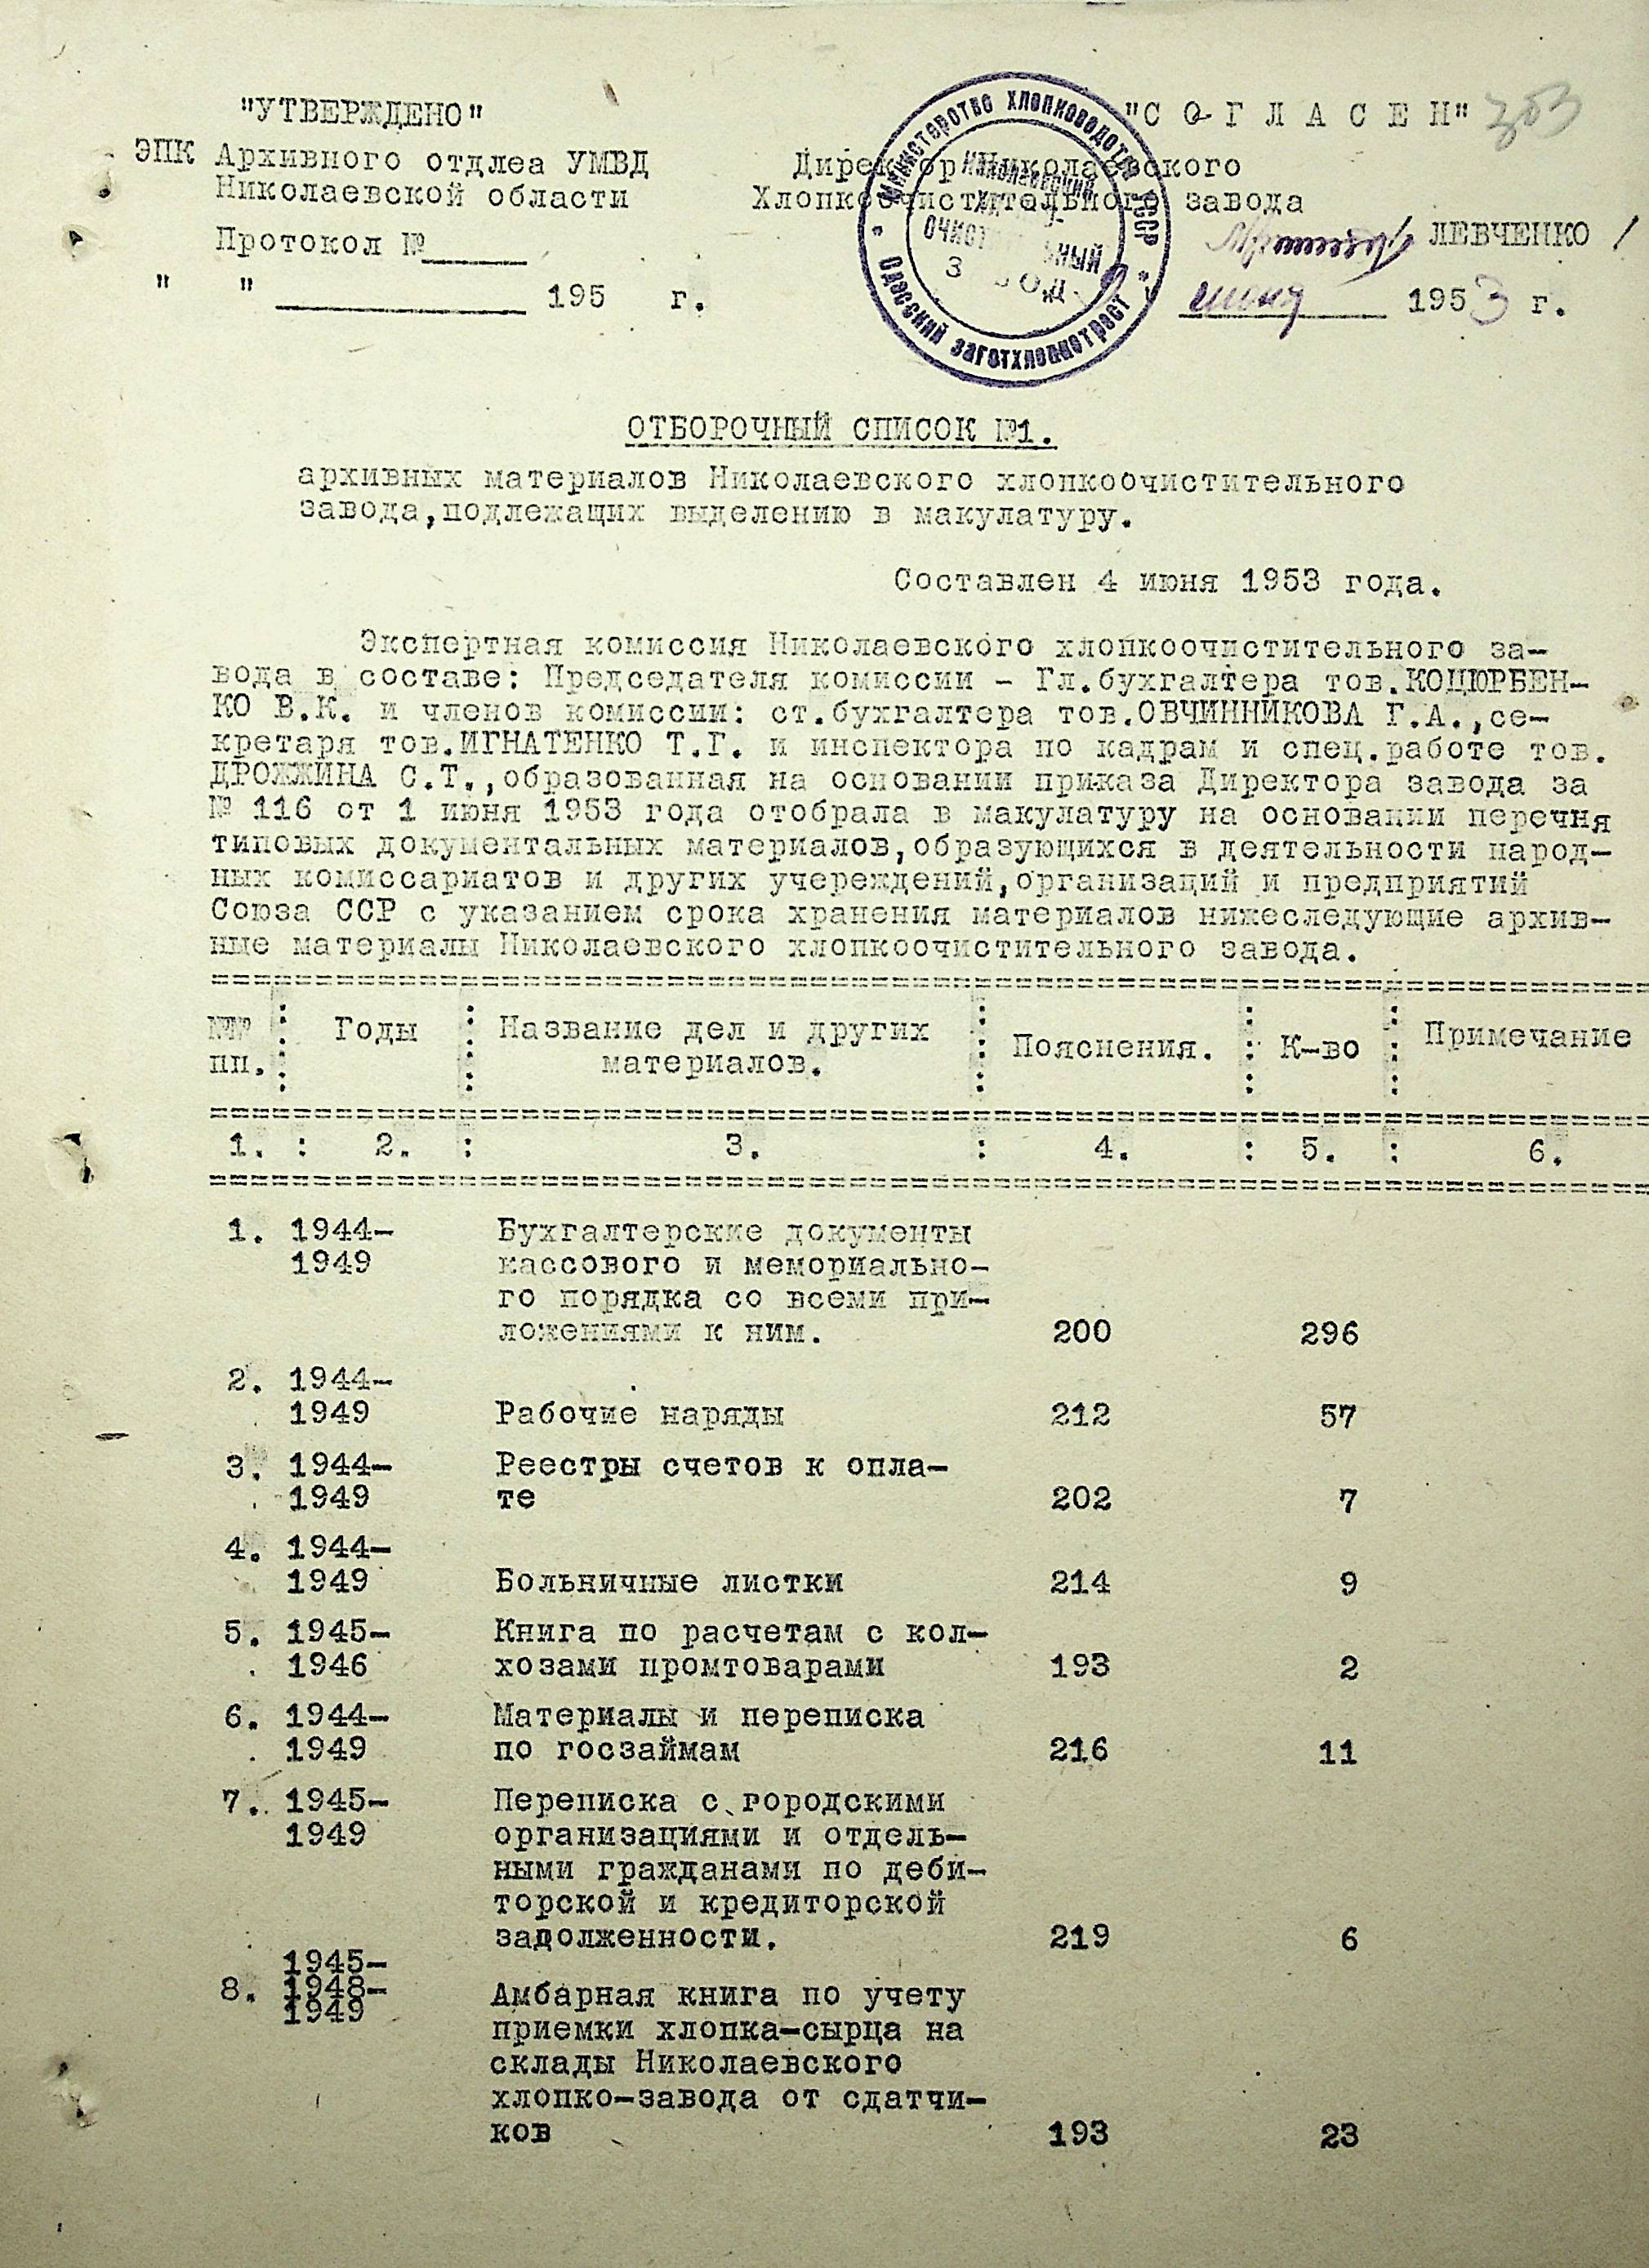 "УТВЕРЖДЕНО"
ЭПК Архивного отдлеа УМВД
Николаевской области
Протокол №
" " 195 г.
"С О Г Л А С Е Н" 303
Директор Николаевского
Хлопкоочистительного завода
ЛЕВЧЕНКО /
июня 1953 г.
Министерство хлопководства СССР
Одесский заготхлопкотрест
Николаевский
ОТБОРОЧНЫЙ СПИСОК №1.
архивных материалов Николаевского хлопкоочистительного
завода,подлежащих выделению в макулатуру.
Составлен 4 июня 1953 года.
Экспертная комиссия Николаевского хлопкоочистительного за-
вода в составе: Председателя комиссии - Гл.бухгалтера тов.КОЦЮРБЕН-
КО В.К. и членов комиссии: ст.бухгалтера тов.ОВЧИННИКОВА Г.А.,се-
кретаря тов.ИГНАТЕНКО Т.Г. и инспектора по кадрам и спец.работе тов.
ДРОЖЖИНА С.Т.,образованная на основании приказа Директора завода за
№ 116 от 1 июня 1953 года отобрала в макулатуру на основании перечня
типовых документальных материалов,образующихся в деятельности народ-
ных комиссариатов и других учереждений,организаций и предприятий
Союза ССР с указанием срока хранения материалов нижеследующие архив-
ные материалы Николаевского хлопкоочистительного завода.
№№ : Годы : Название дел и других : Пояснения. : К-во : Примечание
пп. материалов.
1. : 2. : 3. : 4. : 5. : 6.
1. 1944- Бухгалтерские документы
1949 кассового и мемориально-
го порядка со всеми при-
ложениями к ним. 200 296
2. 1944-
1949 Рабочие наряды 212 57
3. 1944- Реестры счетов к опла-
1949 те 202 7
4. 1944-
1949 Больничные листки 214 9
5. 1945- Книга по расчетам с кол-
1946 хозами промтоварами 193 2
6. 1944- Материалы и переписка
1949 по госзаймам 216 11
7. 1945- Переписка с городскими
1949 организациями и отдель-
ными гражданами по деби-
торской и кредиторской
задолженности. 219 6
1945-
8. 1948- Амбарная книга по учету
1949
приемки хлопка-сырца на
склады Николаевского
хлопко-завода от сдатчи-
ков 193 23